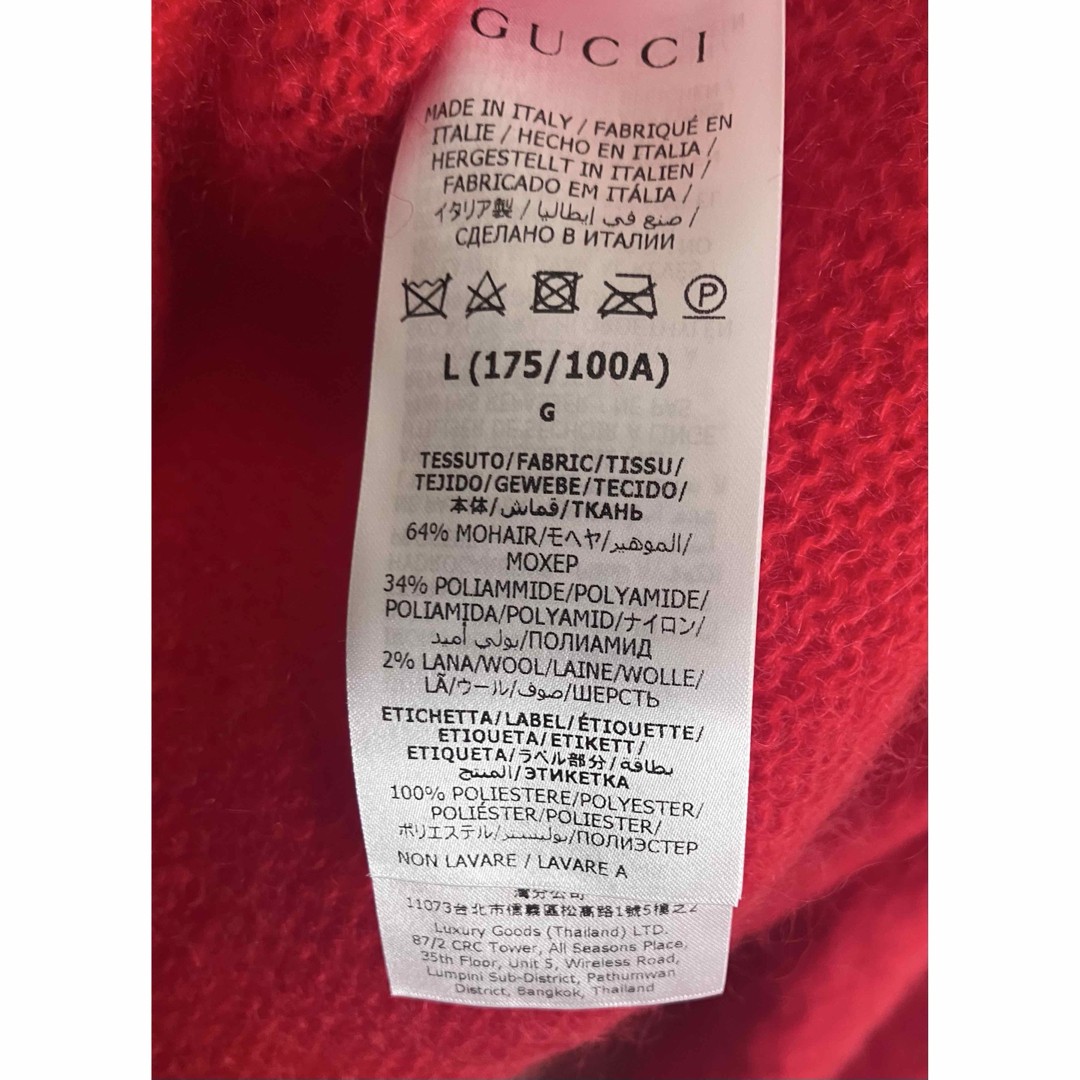 GUCCI
MADE IN ITALY / FABRIQUÉ EN
ITALIE / HECHO EN ITALIA /
HERGESTELLT IN ITALIEN /
FABRICADO EM ITÁLIA /
イタリア製 / صنع في إيطاليا /
СДЕЛАНО В ИТАЛИИ
P
L (175/100A)
G
TESSUTO/FABRIC/TISSU/
TEJIDO/GEWEBE/TECIDO/
本体/قماش/ТКАНЬ
64% MOHAIR/モヘヤ/الموهير/
МОХЕР
34% POLIAMMIDE/POLYAMIDE/
POLIAMIDA/POLYAMID/ナイロン/
بولي أميد/ПОЛИАМИД
2% LANA/WOOL/LAINE/WOLLE/
LÃ/ウール/صوف/ШЕРСТЬ
ETICHETTA/LABEL/ÉTIQUETTE/
ETIQUETA/ETIKETT/
ETIQUETA/ラベル部分/بطاقة
المنتج/ЭТИКЕТКА
100% POLIESTERE/POLYESTER/
POLIÉSTER/POLIESTER/
ポリエステル/بوليستر/ПОЛИЭСТЕР
NON LAVARE / LAVARE A
灣分公司
11073台北市信義區松高路1號5樓之2
Luxury Goods (Thailand) LTD.
87/2 CRC Tower, All Seasons Place,
35th Floor, Unit 5, Wireless Road,
Lumpini Sub-District, Pathumwan
District, Bangkok, Thailand